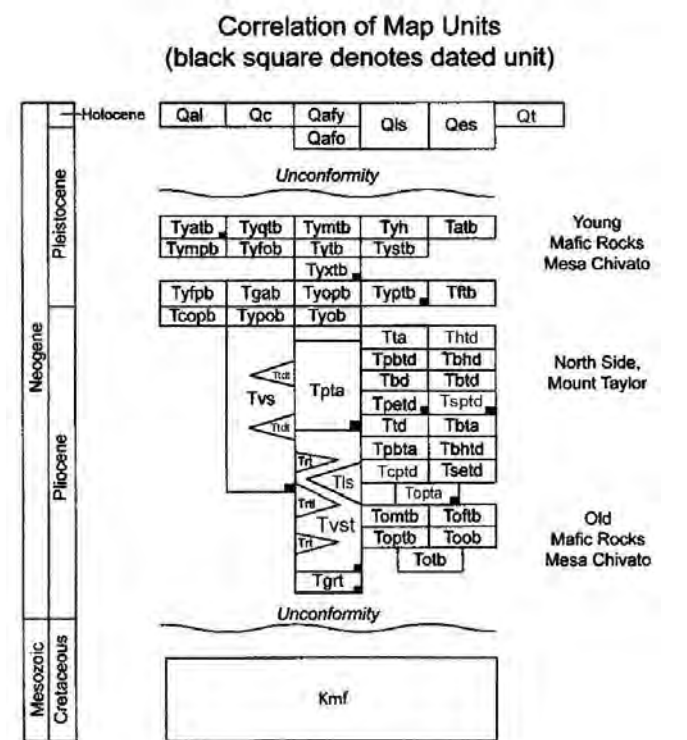 Correlation of Map Units
(black square denotes dated unit)
Holocene Qal Qc Qafy Qls Qes Qt
Qafo
Unconformity
Pleistocene
Tyatb Tyqtb Tymtb Tyh Tatb
Tympb Tyfob Tytb Tystb
Tyxtb
Young
Mafic Rocks
Mesa Chivato
Tyfpb Tgab Tyopb Typtb Tftb
Tcopb Typob Tyob
Neogene
Tta Thtd
Tpbtd Tbhd
Tbd Tbtd
Tpetd Tsptd
Ttd Tbta
Tpbta Tbhtd
Tcptd Tsetd
Topta
North Side,
Mount Taylor
Tvs
Tpta
Pliocene
Tls
Tvst
Trt
Tomtb Toftb
Toptb Toob
Totb
Old
Mafic Rocks
Mesa Chivato
Tgrt
Unconformity
Mesozoic
Cretaceous
Kmf